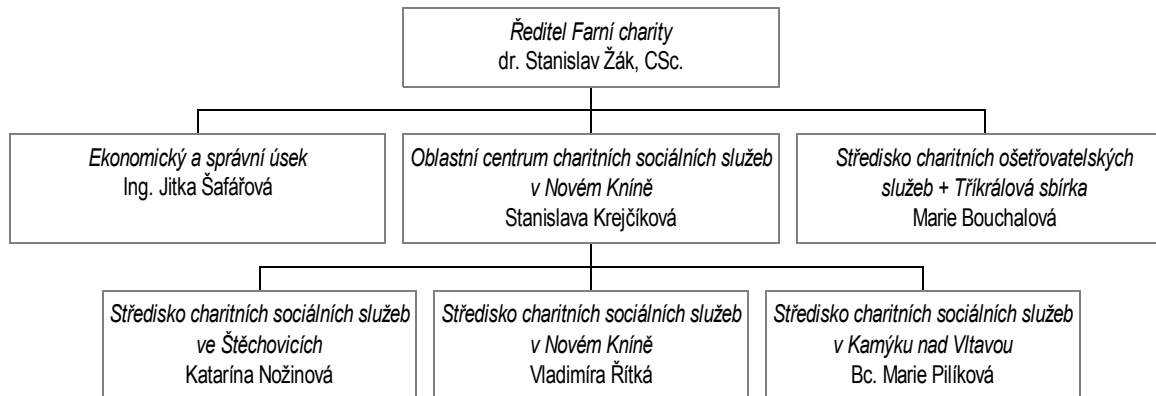 Ředitel Farní charity
dr. Stanislav Žák, CSc.
Ekonomický a správní úsek
Ing. Jitka Šafářová
Oblastní centrum charitních sociálních služeb
v Novém Kníně
Stanislava Krejčíková
Středisko charitních ošetřovatelských
služeb + Tříkrálová sbírka
Marie Bouchalová
Středisko charitních sociálních služeb
ve Štěchovicích
Katarína Nožinová
Středisko charitních sociálních služeb
v Novém Kníně
Vladimíra Řítká
Středisko charitních sociálních služeb
v Kamýku nad Vltavou
Bc. Marie Pilíková